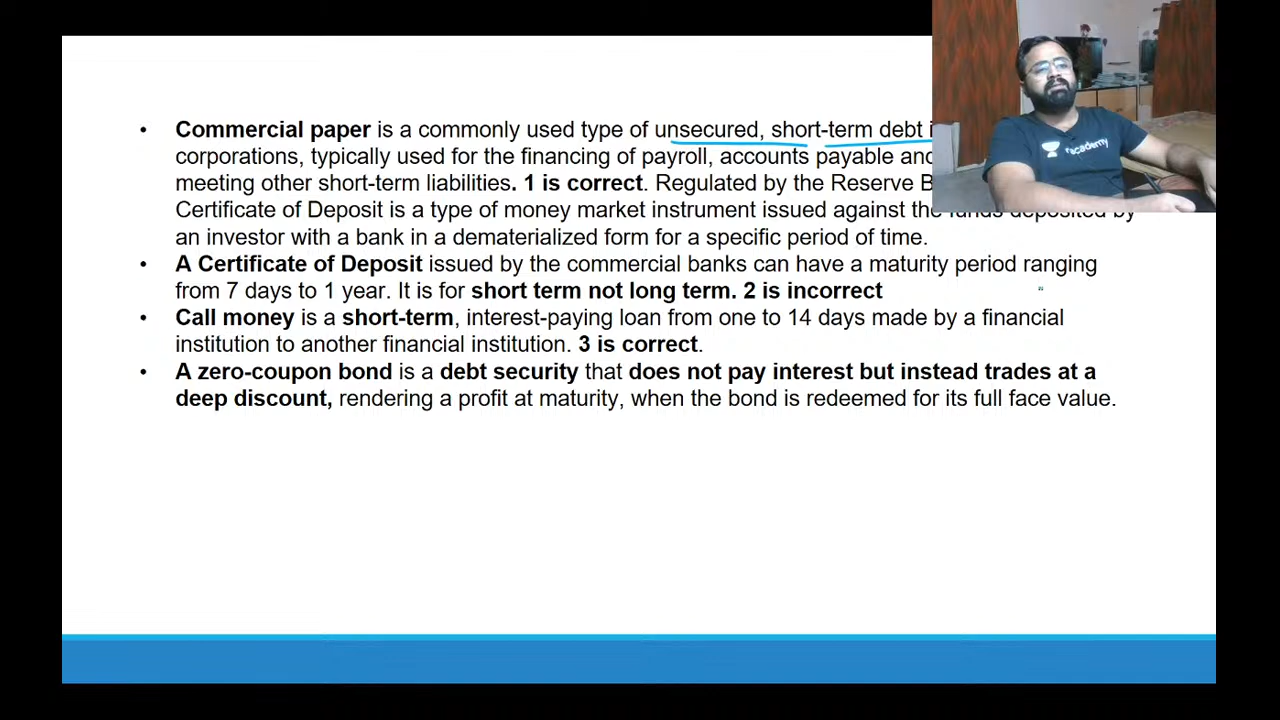 • Commercial paper is a commonly used type of unsecured, short-term debt
corporations, typically used for the financing of payroll, accounts payable and
meeting other short-term liabilities. 1 is correct. Regulated by the Reserve
Certificate of Deposit is a type of money market instrument issued against the funds deposited by
an investor with a bank in a dematerialized form for a specific period of time.
• A Certificate of Deposit issued by the commercial banks can have a maturity period ranging
from 7 days to 1 year. It is for short term not long term. 2 is incorrect
• Call money is a short-term, interest-paying loan from one to 14 days made by a financial
institution to another financial institution. 3 is correct.
• A zero-coupon bond is a debt security that does not pay interest but instead trades at a
deep discount, rendering a profit at maturity, when the bond is redeemed for its full face value.